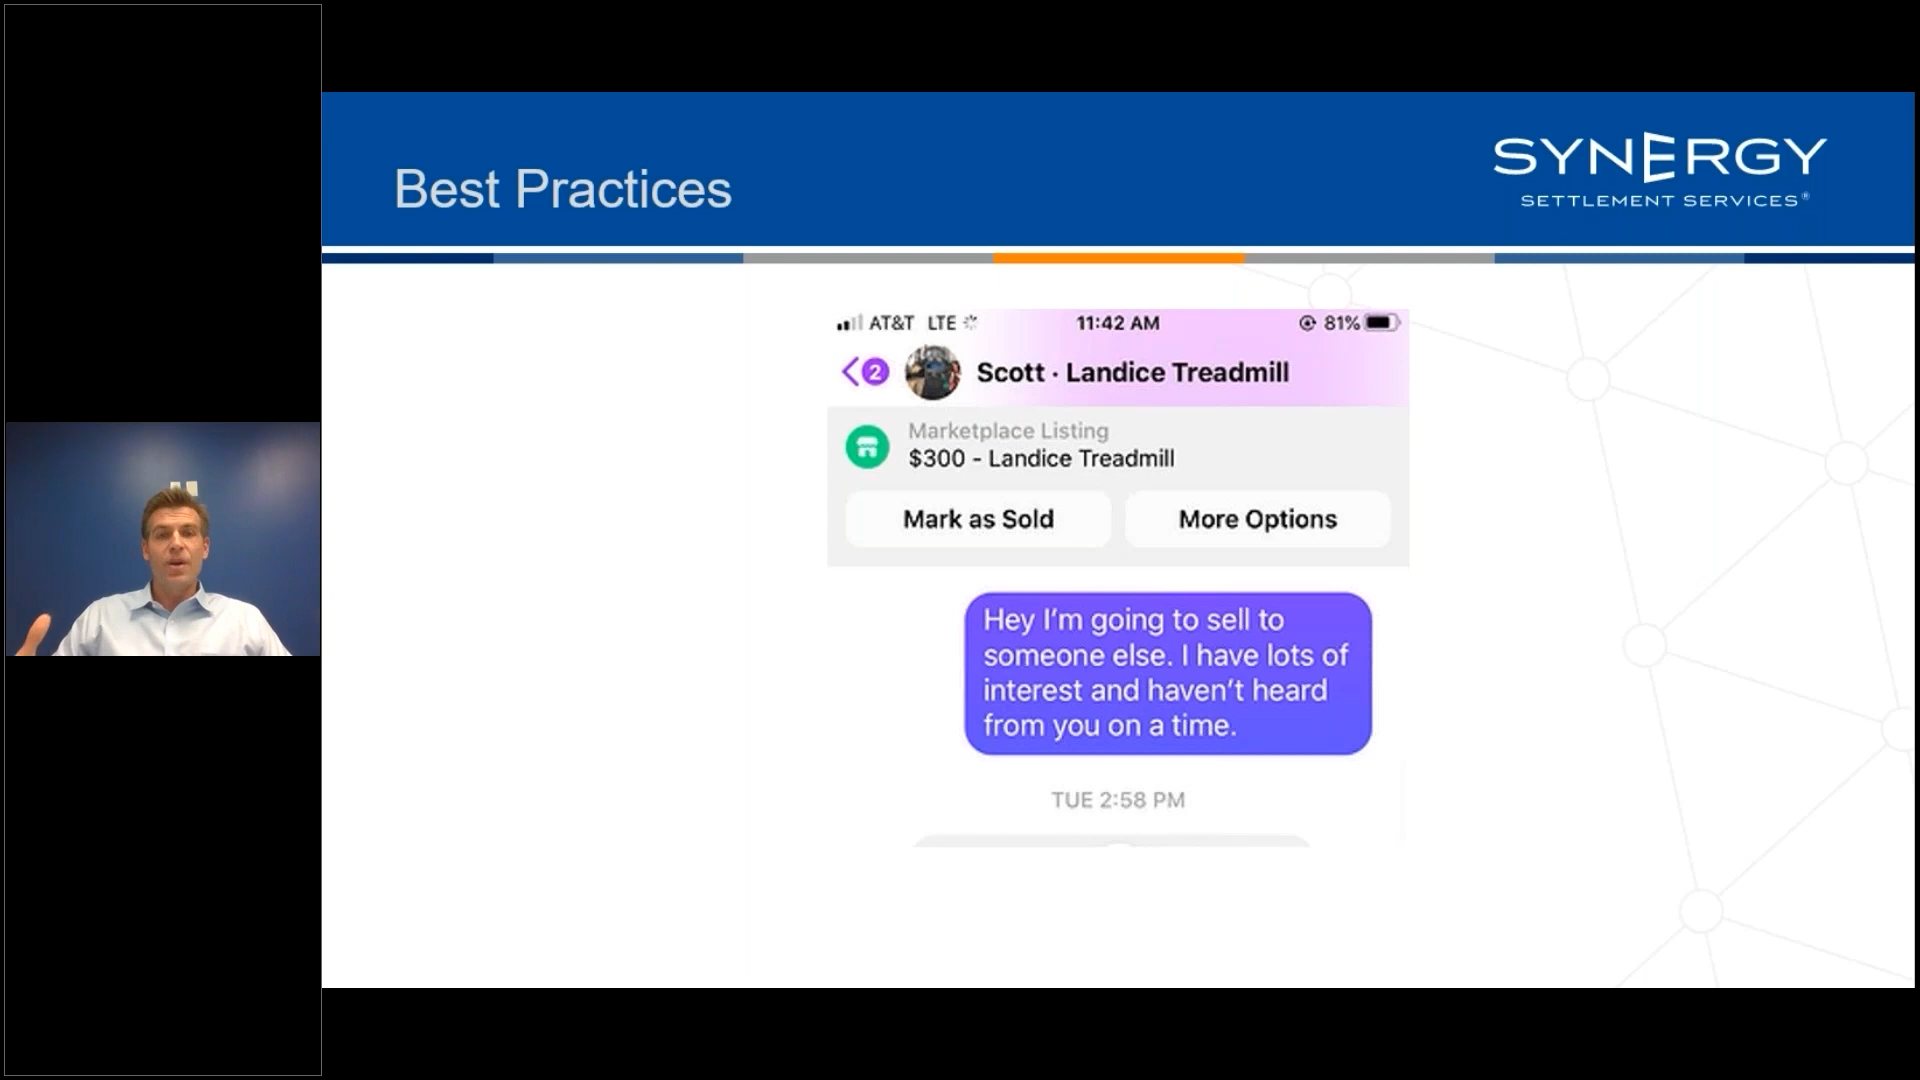 Best Practices
SYNERGY
SETTLEMENT SERVICES®
AT&T LTE 11:42 AM 81%
2 Scott · Landice Treadmill
Marketplace Listing
$300 - Landice Treadmill
Mark as Sold More Options
Hey I'm going to sell to
someone else. I have lots of
interest and haven't heard
from you on a time.
TUE 2:58 PM